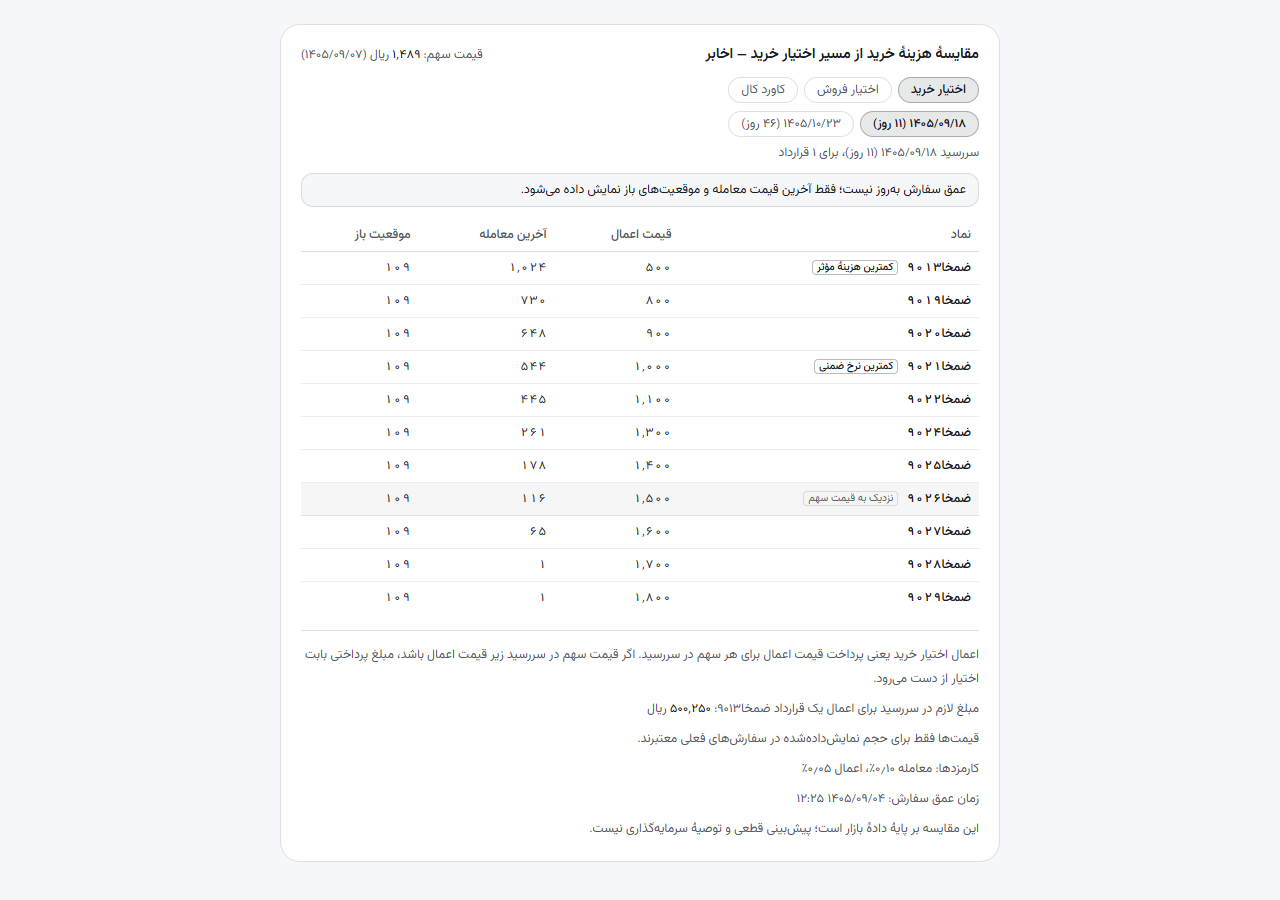 مقایسهٔ هزینهٔ خرید از مسیر اختیار خرید – اخابر
قیمت سهم: ۱,۴۸۹ ریال (۱۴۰۵/۰۹/۰۷)
اختیار خرید اختیار فروش کاورد کال
۱۴۰۵/۰۹/۱۸ (۱۱ روز) ۱۴۰۵/۱۰/۲۳ (۴۶ روز)
سررسید ۱۴۰۵/۰۹/۱۸ (۱۱ روز)، برای ۱ قرارداد
عمق سفارش به‌روز نیست؛ فقط آخرین قیمت معامله و موقعیت‌های باز نمایش داده می‌شود.
نماد قیمت اعمال آخرین معامله موقعیت باز
ضمخا۹۰۱۳ کمترین هزینهٔ مؤثر ۵۰۰ ۱,۰۲۴ ۱۰۹
ضمخا۹۰۱۹ ۸۰۰ ۷۳۰ ۱۰۹
ضمخا۹۰۲۰ ۹۰۰ ۶۴۸ ۱۰۹
ضمخا۹۰۲۱ کمترین نرخ ضمنی ۱,۰۰۰ ۵۴۴ ۱۰۹
ضمخا۹۰۲۲ ۱,۱۰۰ ۴۴۵ ۱۰۹
ضمخا۹۰۲۴ ۱,۳۰۰ ۲۶۱ ۱۰۹
ضمخا۹۰۲۵ ۱,۴۰۰ ۱۷۸ ۱۰۹
ضمخا۹۰۲۶ نزدیک به قیمت سهم ۱,۵۰۰ ۱۱۶ ۱۰۹
ضمخا۹۰۲۷ ۱,۶۰۰ ۶۵ ۱۰۹
ضمخا۹۰۲۸ ۱,۷۰۰ ۱ ۱۰۹
ضمخا۹۰۲۹ ۱,۸۰۰ ۱ ۱۰۹
اعمال اختیار خرید یعنی پرداخت قیمت اعمال برای هر سهم در سررسید. اگر قیمت سهم در سررسید زیر قیمت اعمال باشد، مبلغ پرداختی بابت
اختیار از دست می‌رود.
مبلغ لازم در سررسید برای اعمال یک قرارداد ضمخا۹۰۱۳: ۵۰۰,۲۵۰ ریال
قیمت‌ها فقط برای حجم نمایش‌داده‌شده در سفارش‌های فعلی معتبرند.
کارمزدها: معامله ۰٫۱۰٪، اعمال ۰٫۰۵٪
زمان عمق سفارش: ۱۴۰۵/۰۹/۰۴ ۱۲:۲۵
این مقایسه بر پایهٔ دادهٔ بازار است؛ پیش‌بینی قطعی و توصیهٔ سرمایه‌گذاری نیست.